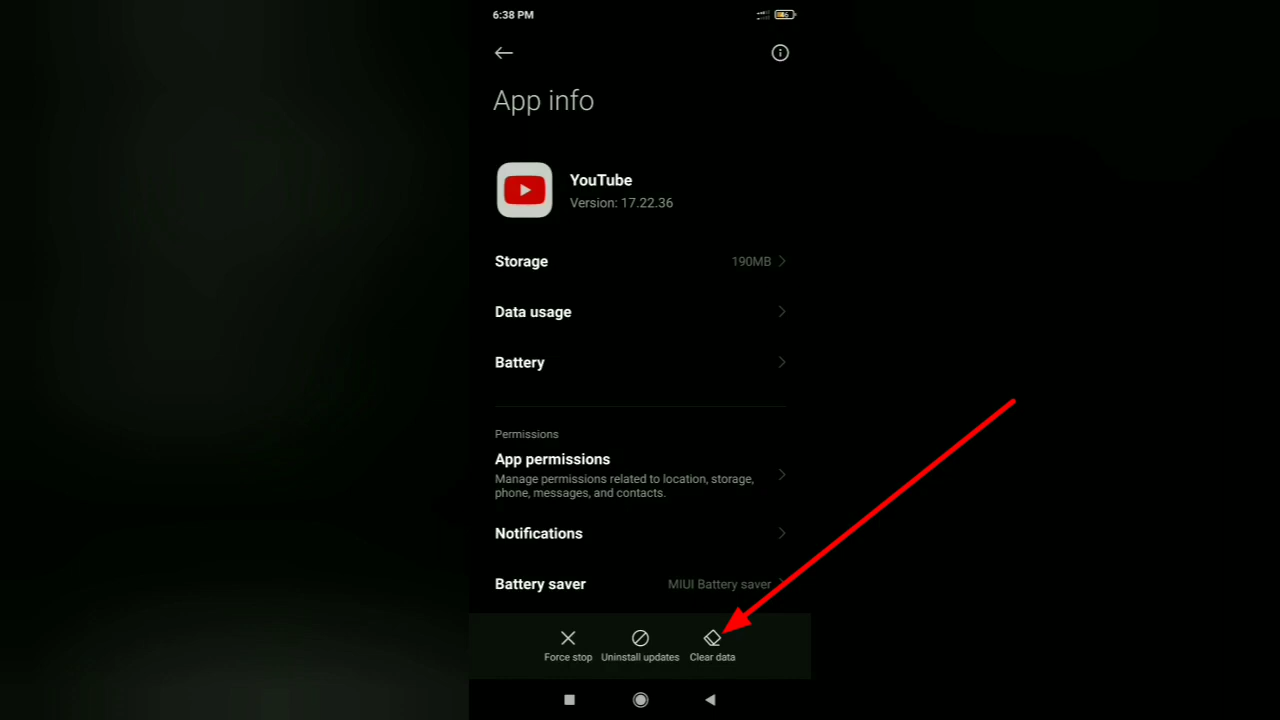 6:38 PM
App info
YouTube
Version: 17.22.36
Storage 190MB
Data usage
Battery
Permissions
App permissions
Manage permissions related to location, storage,
phone, messages, and contacts.
Notifications
Battery saver MIUI Battery saver
Force stop Uninstall updates Clear data